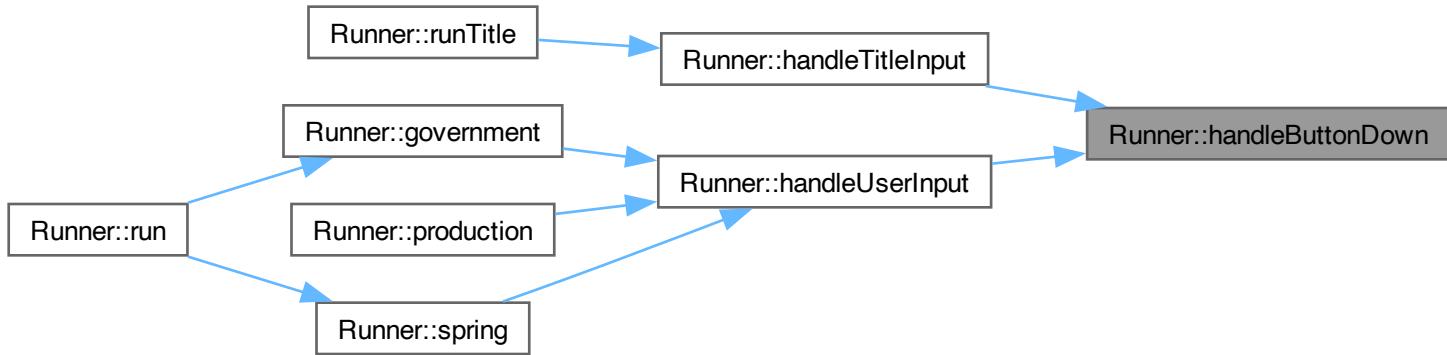 Runner::runTitle
Runner::handleTitleInput
Runner::government
Runner::handleButtonDown
Runner::handleUserInput
Runner::run
Runner::production
Runner::spring